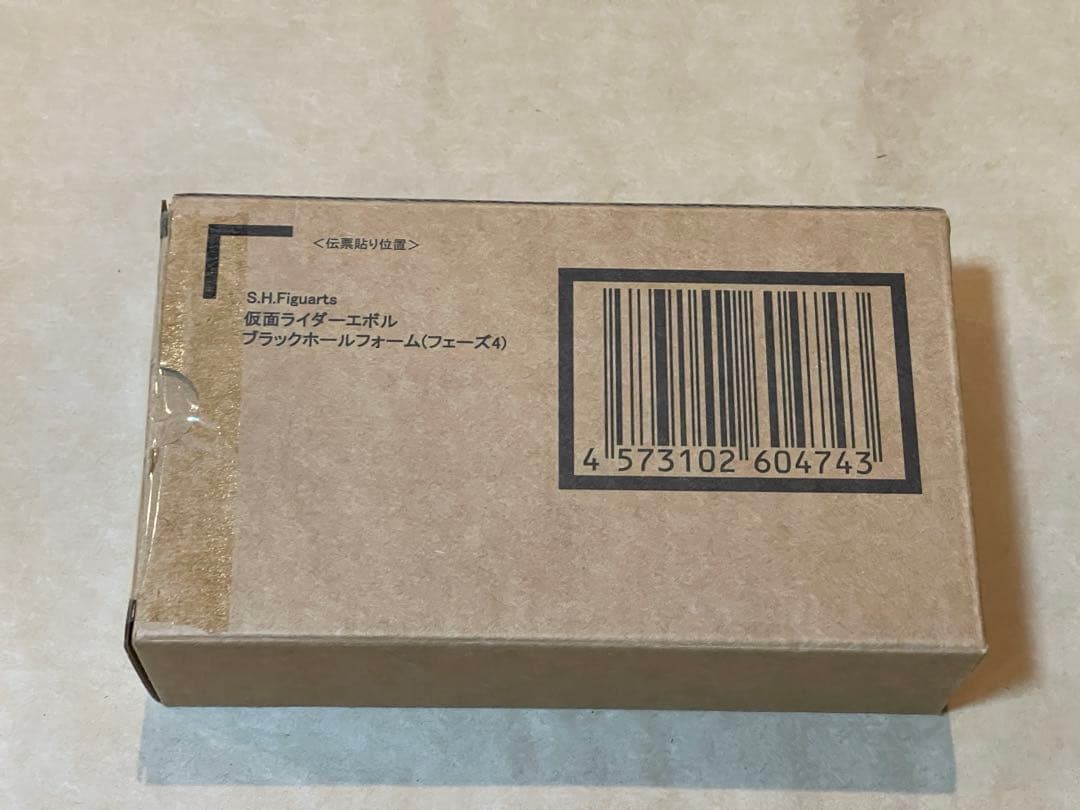 <伝票貼り位置>
S.H.Figuarts
仮面ライダーエボル
ブラックホールフォーム(フェーズ4)
4 573102 604743